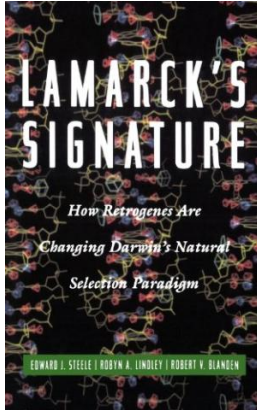 LAMARCK'S
SIGNATURE
How Retrogenes Are
Changing Darwin's Natural
Selection Paradigm
EDWARD J. STEELE | ROBYN A. LINDLEY | ROBERT V. BLANDEN